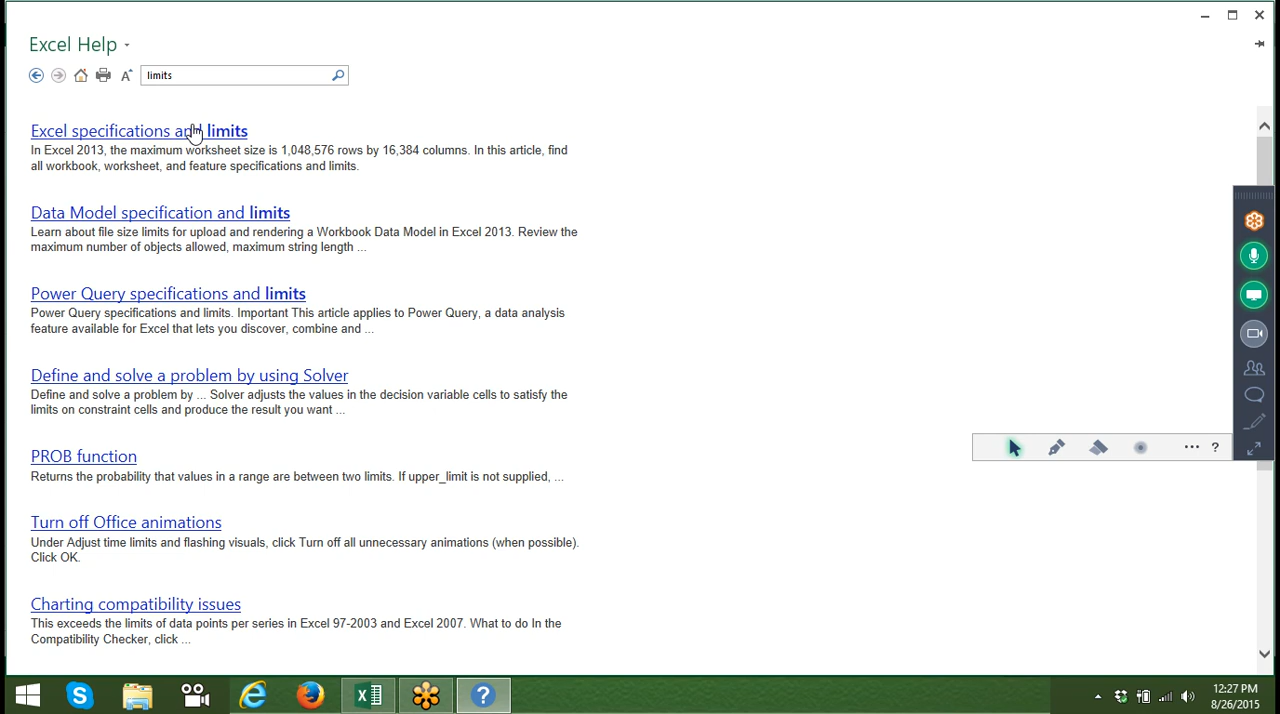 Excel Help
limits
Excel specifications and limits
In Excel 2013, the maximum worksheet size is 1,048,576 rows by 16,384 columns. In this article, find
all workbook, worksheet, and feature specifications and limits.
Data Model specification and limits
Learn about file size limits for upload and rendering a Workbook Data Model in Excel 2013. Review the
maximum number of objects allowed, maximum string length ...
Power Query specifications and limits
Power Query specifications and limits. Important This article applies to Power Query, a data analysis
feature available for Excel that lets you discover, combine and ...
Define and solve a problem by using Solver
Define and solve a problem by ... Solver adjusts the values in the decision variable cells to satisfy the
limits on constraint cells and produce the result you want ...
PROB function
Returns the probability that values in a range are between two limits. If upper_limit is not supplied, ...
Turn off Office animations
Under Adjust time limits and flashing visuals, click Turn off all unnecessary animations (when possible).
Click OK.
Charting compatibility issues
This exceeds the limits of data points per series in Excel 97-2003 and Excel 2007. What to do In the
Compatibility Checker, click ...
12:27 PM
8/26/2015